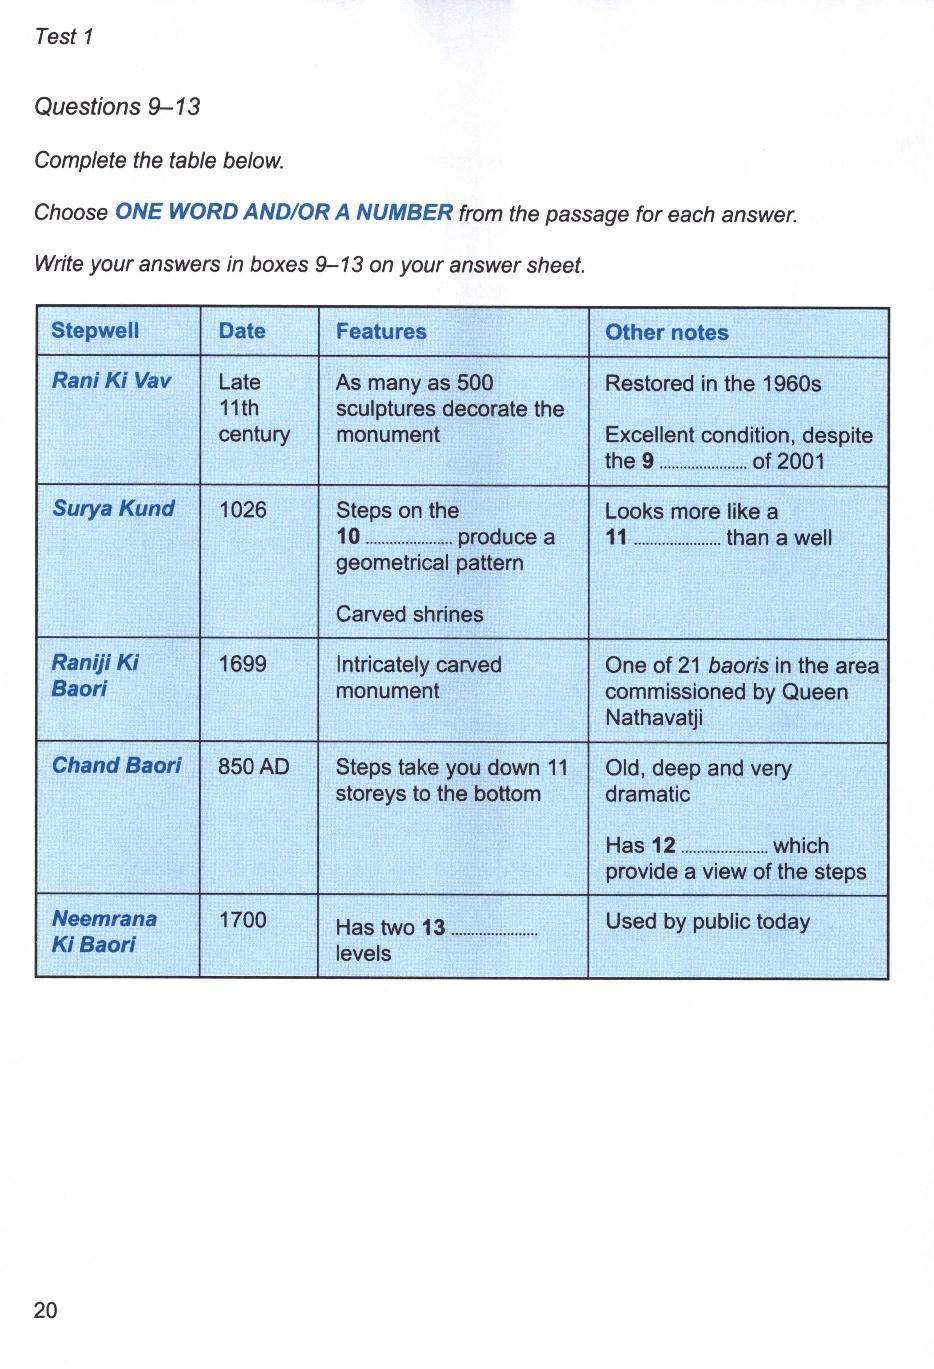 Test 1
Questions 9–13
Complete the table below.
Choose ONE WORD AND/OR A NUMBER from the passage for each answer.
Write your answers in boxes 9–13 on your answer sheet.
Stepwell Date Features Other notes
Rani Ki Vav
Late
11th
century
As many as 500
sculptures decorate the
monument
Restored in the 1960s
Excellent condition, despite
the 9 ...................... of 2001
Surya Kund
1026
Steps on the
10 ...................... produce a
geometrical pattern
Carved shrines
Looks more like a
11 ...................... than a well
Raniji Ki
Baori
1699
Intricately carved
monument
One of 21 baoris in the area
commissioned by Queen
Nathavatji
Chand Baori
850 AD
Steps take you down 11
storeys to the bottom
Old, deep and very
dramatic
Has 12 ...................... which
provide a view of the steps
Neemrana
Ki Baori
1700
Has two 13 ......................
levels
Used by public today
20